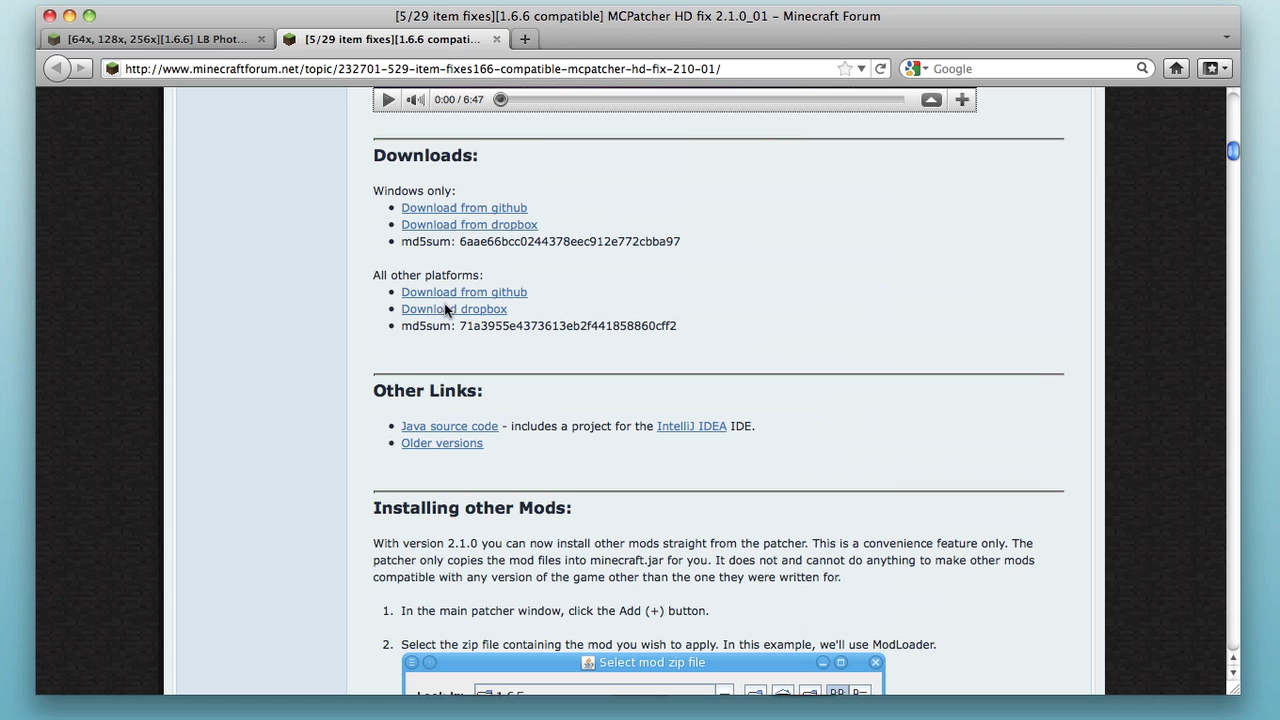 [5/29 item fixes][1.6.6 compatible] MCPatcher HD fix 2.1.0_01 – Minecraft Forum
[64x, 128x, 256x][1.6.6] LB Phot...
[5/29 item fixes][1.6.6 compati...
http://www.minecraftforum.net/topic/232701-529-item-fixes166-compatible-mcpatcher-hd-fix-210-01/
Google
0:00 / 6:47
Downloads:
Windows only:
• Download from github
• Download from dropbox
• md5sum: 6aae66bcc0244378eec912e772cbba97
All other platforms:
• Download from github
• Download dropbox
• md5sum: 71a3955e4373613eb2f441858860cff2
Other Links:
• Java source code - includes a project for the IntelliJ IDEA IDE.
• Older versions
Installing other Mods:
With version 2.1.0 you can now install other mods straight from the patcher. This is a convenience feature only. The
patcher only copies the mod files into minecraft.jar for you. It does not and cannot do anything to make other mods
compatible with any version of the game other than the one they were written for.
1. In the main patcher window, click the Add (+) button.
2. Select the zip file containing the mod you wish to apply. In this example, we'll use ModLoader.
Select mod zip file